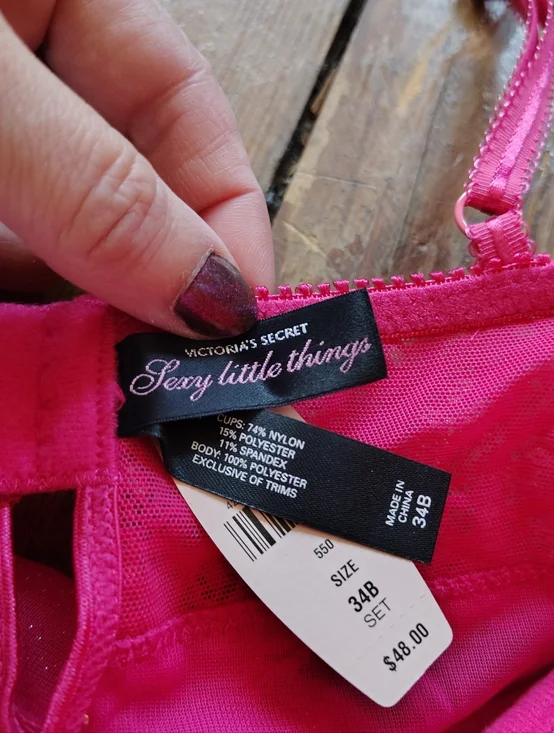 VICTORIA'S SECRET
Sexy little things
CUPS: 74% NYLON
15% POLYESTER
11% SPANDEX
BODY: 100% POLYESTER
EXCLUSIVE OF TRIMS
MADE IN
CHINA
34B
550
SIZE
34B
SET
$48.00